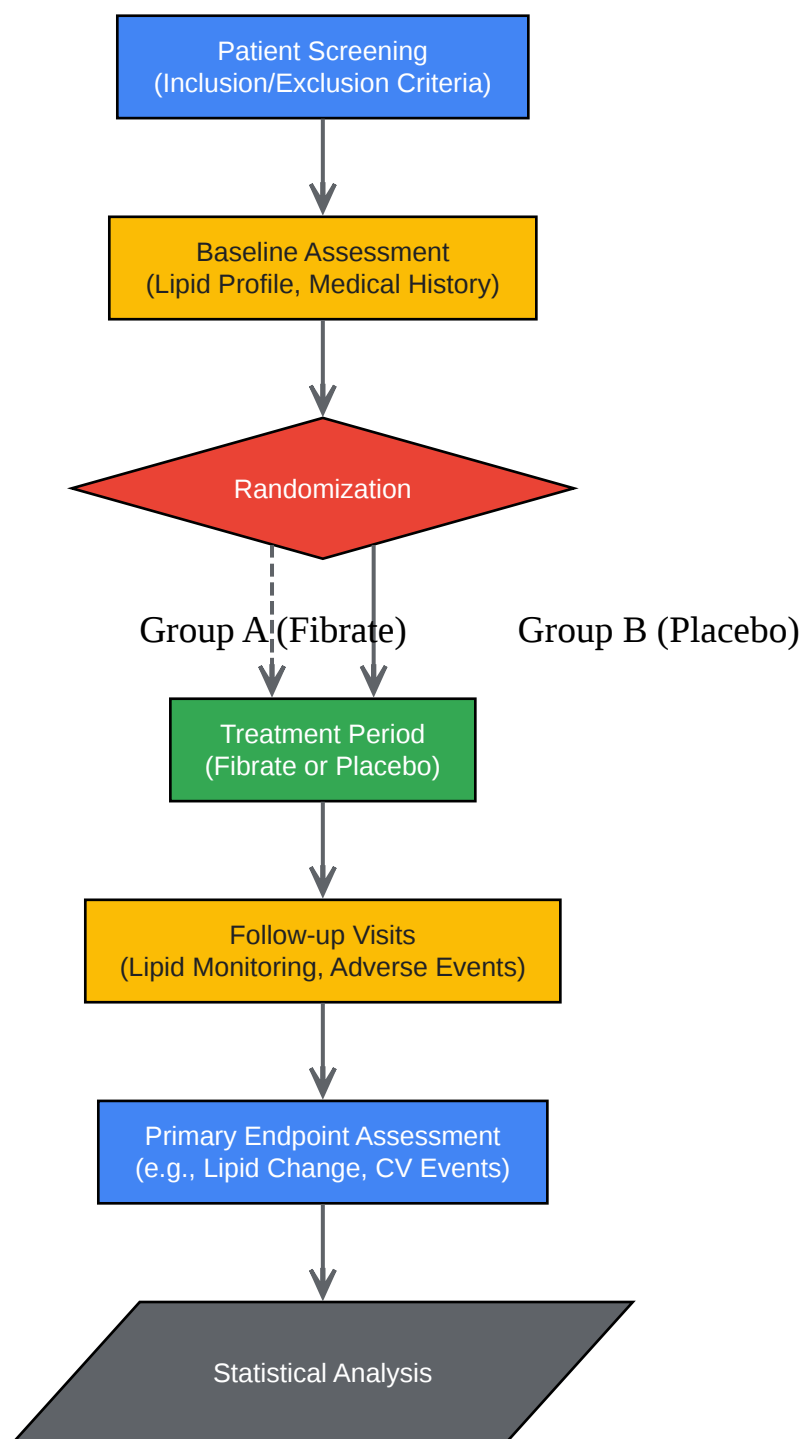 Patient Screening
(Inclusion/Exclusion Criteria)
Baseline Assessment
(Lipid Profile, Medical History)
Randomization
Group A (Fibrate)
Group B (Placebo)
Treatment Period
(Fibrate or Placebo)
Follow-up Visits
(Lipid Monitoring, Adverse Events)
Primary Endpoint Assessment
(e.g., Lipid Change, CV Events)
Statistical Analysis